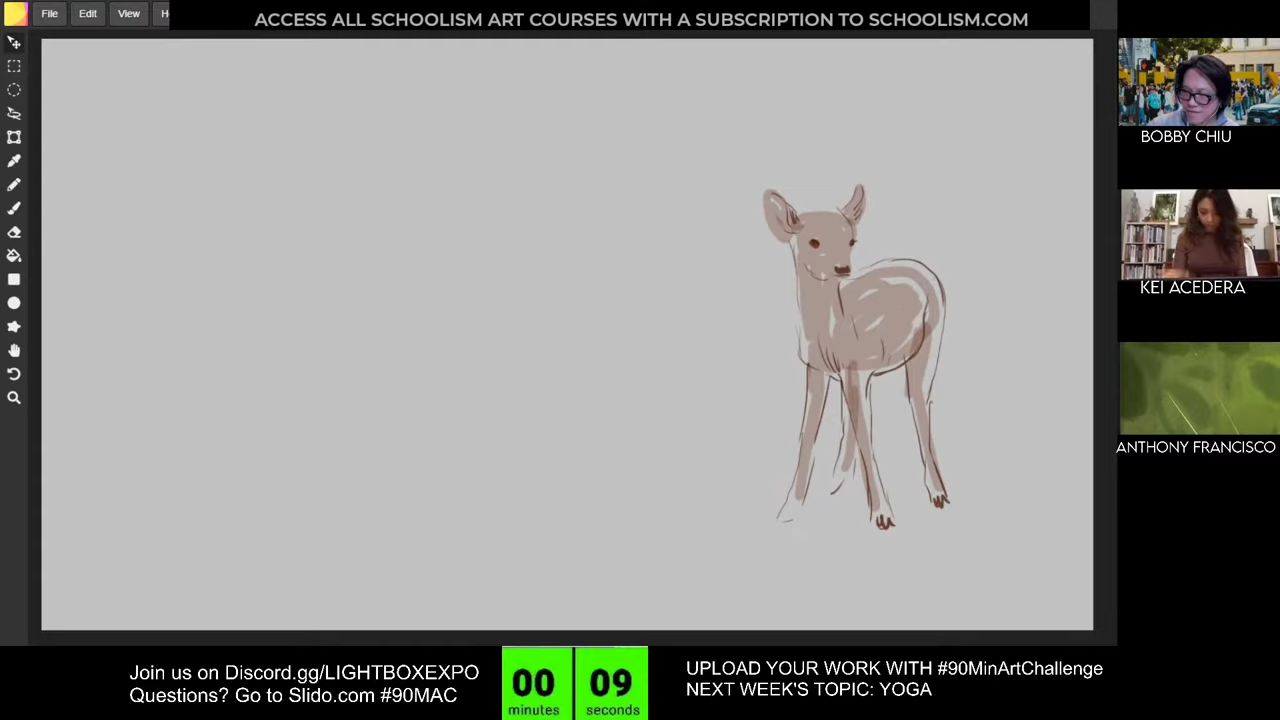 ACCESS ALL SCHOOLISM ART COURSES WITH A SUBSCRIPTION TO SCHOOLISM.COM
File Edit View
BOBBY CHIU
KEI ACEDERA
ANTHONY FRANCISCO
Join us on Discord.gg/LIGHTBOXEXPO
Questions? Go to Slido.com #90MAC
00 09
minutes seconds
UPLOAD YOUR WORK WITH #90MinArtChallenge
NEXT WEEK'S TOPIC: YOGA